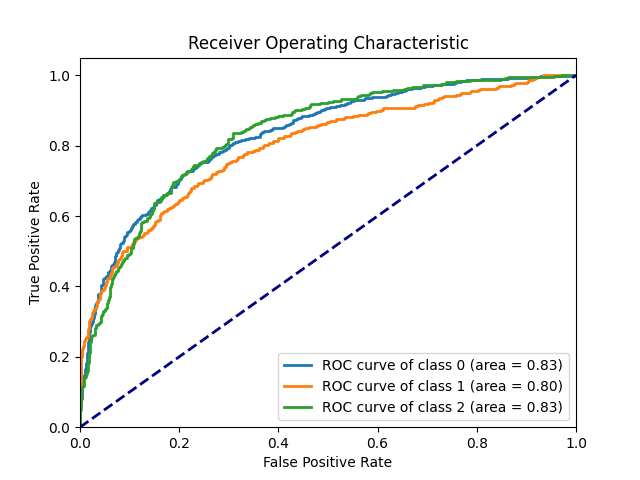 Receiver Operating Characteristic
True Positive Rate
1.0
0.8
0.6
0.4
0.2
0.0
ROC curve of class 0 (area = 0.83)
ROC curve of class 1 (area = 0.80)
ROC curve of class 2 (area = 0.83)
0.0 0.2 0.4 0.6 0.8 1.0
False Positive Rate